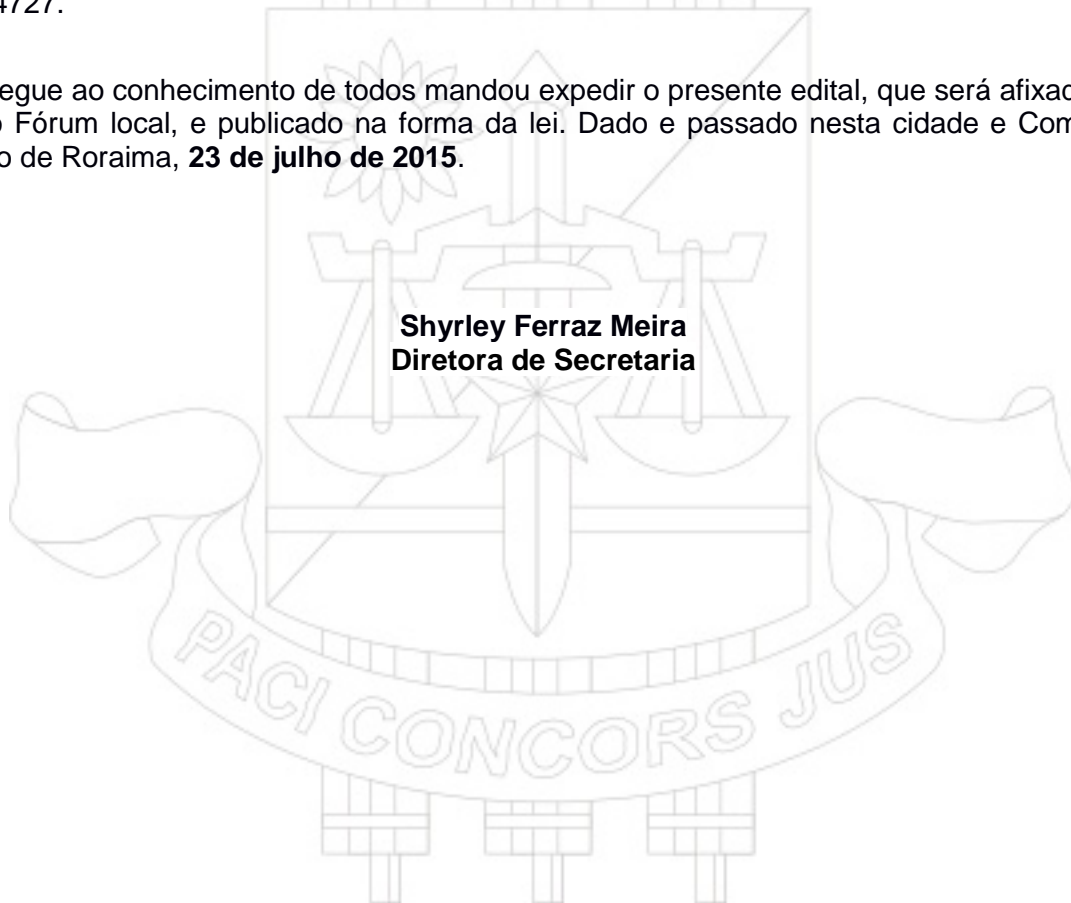 4727.
egue ao conhecimento de todos mandou expedir o presente edital, que será afixac
o Fórum local, e publicado na forma da lei. Dado e passado nesta cidade e Com
o de Roraima, 23 de julho de 2015.
Shyrley Ferraz Meira
Diretora de Secretaria
PACI CONCORS JUS